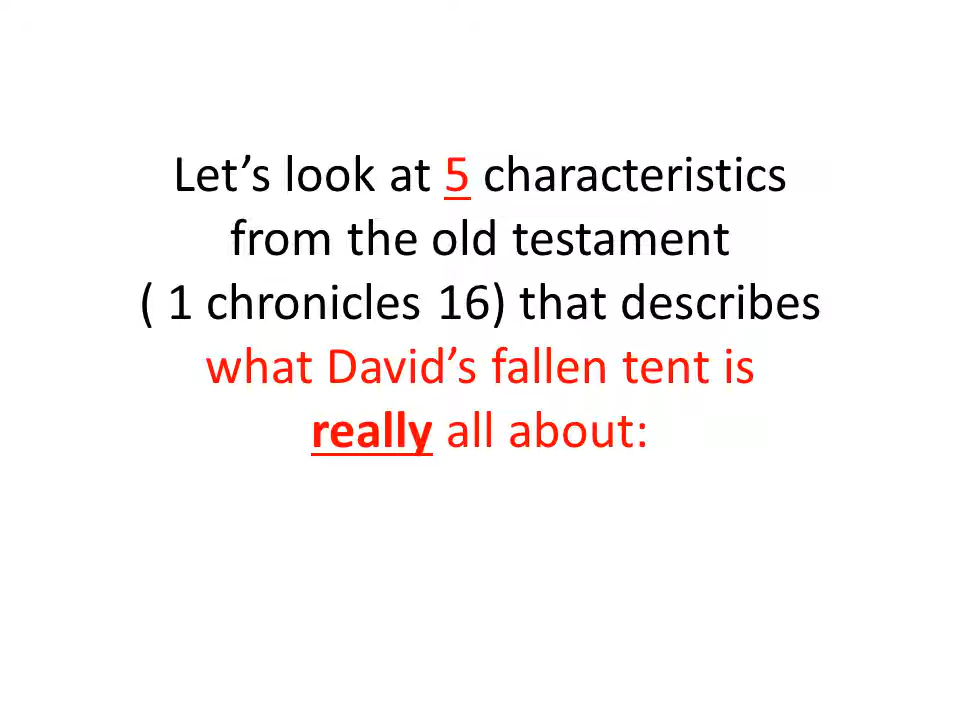 Let’s look at 5 characteristics
from the old testament
( 1 chronicles 16) that describes
what David’s fallen tent is
really all about: